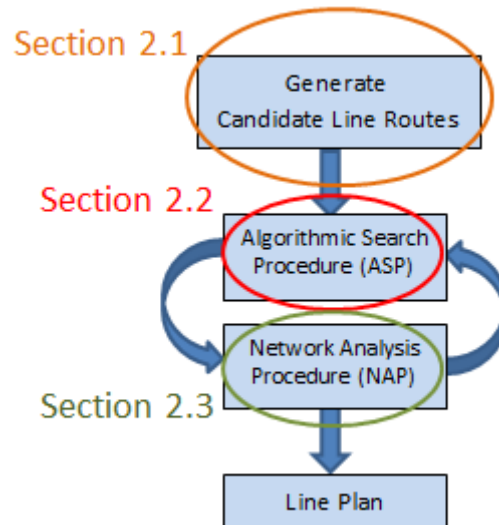 Section 2.1
Generate
Candidate Line Routes
Section 2.2
Algorithmic Search
Procedure (ASP)
Network Analysis
Procedure (NAP)
Section 2.3
Line Plan